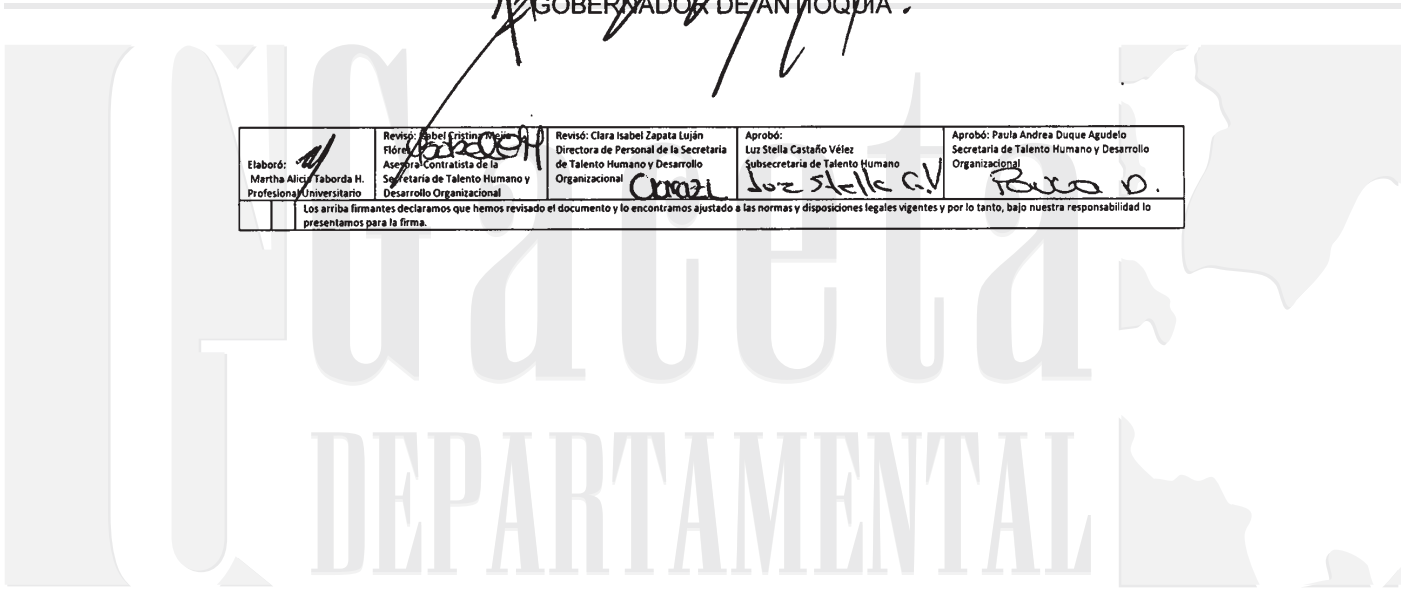 GOBERNADOR DE ANTIOQUIA
Elaboró:
Martha Alicia Taborda H.
Profesional Universitario
Revisó: Isabel Cristina Mejía
Flórez
Asesora Contratista de la
Secretaría de Talento Humano y
Desarrollo Organizacional
Revisó: Clara Isabel Zapata Luján
Directora de Personal de la Secretaria
de Talento Humano y Desarrollo
Organizacional
Aprobó:
Luz Stella Castaño Vélez
Subsecretaria de Talento Humano
Luz Stella C.V
Aprobó: Paula Andrea Duque Agudelo
Secretaria de Talento Humano y Desarrollo
Organizacional
Paula D.
Los arriba firmantes declaramos que hemos revisado el documento y lo encontramos ajustado a las normas y disposiciones legales vigentes y por lo tanto, bajo nuestra responsabilidad lo
presentamos para la firma.
Gaceta
DEPARTAMENTAL